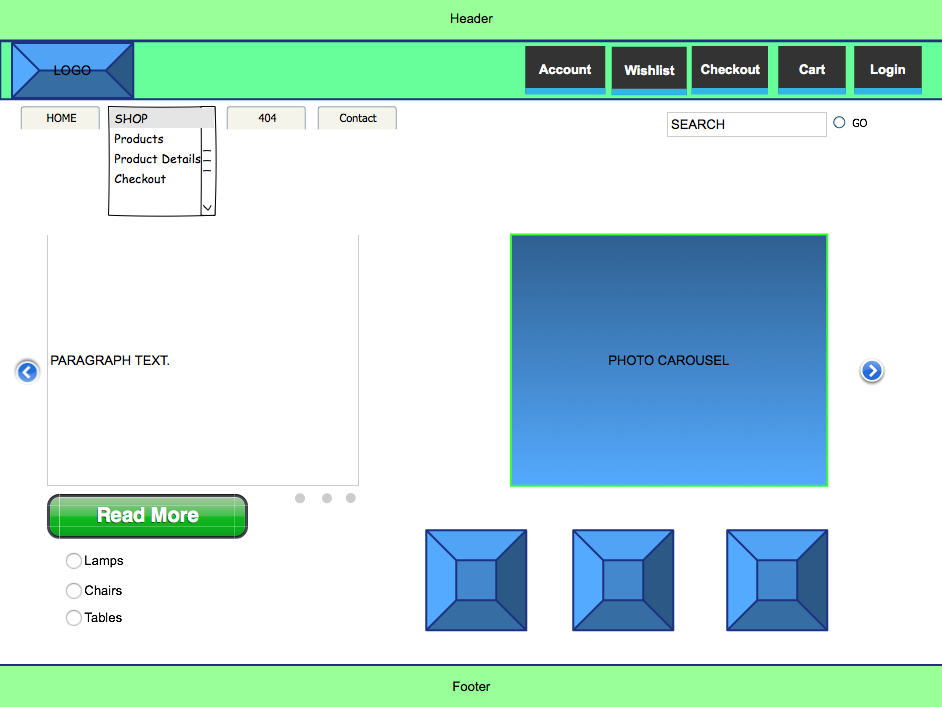 Header
LOGO
Account
Wishlist
Checkout
Cart
Login
HOME
SHOP
404
Contact
SEARCH
GO
Products
Product Details
Checkout
PARAGRAPH TEXT.
PHOTO CAROUSEL
Read More
Lamps
Chairs
Tables
Footer